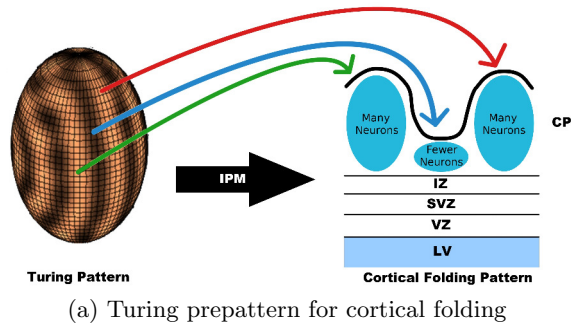 Many
Neurons
Many
Neurons
Fewer
Neurons
CP
IPM
IZ
SVZ
VZ
LV
Turing Pattern
Cortical Folding Pattern
(a) Turing prepattern for cortical folding